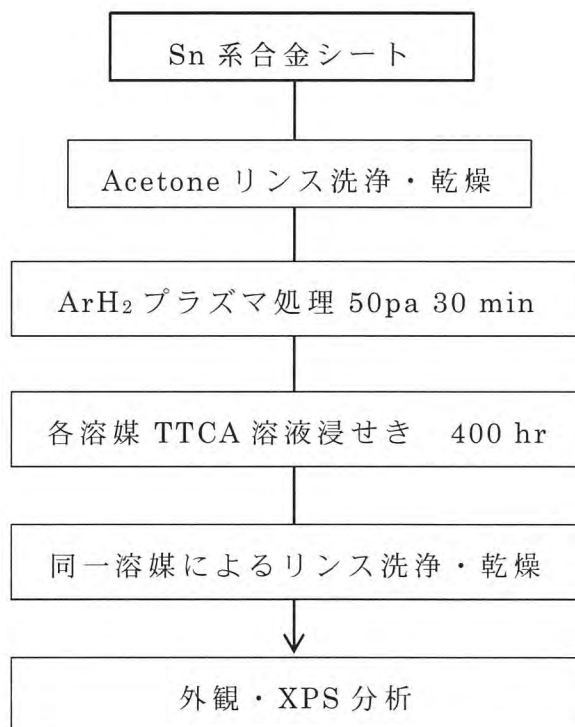 Sn 系合金シート
Acetone リンス洗浄・乾燥
ArH₂ プラズマ処理 50pa 30 min
各溶媒 TTCA 溶液浸せき 400 hr
同一溶媒によるリンス洗浄・乾燥
外観・XPS 分析